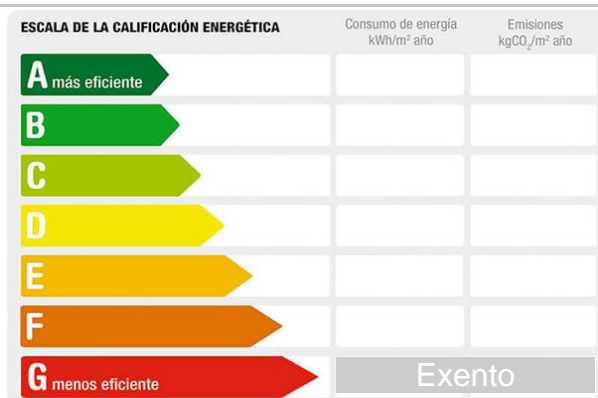 ESCALA DE LA CALIFICACIÓN ENERGÉTICA
Consumo de energía
kWh/m² año
Emisiones
kgCO₂/m² año
A más eficiente
B
C
D
E
F
G menos eficiente
Exento